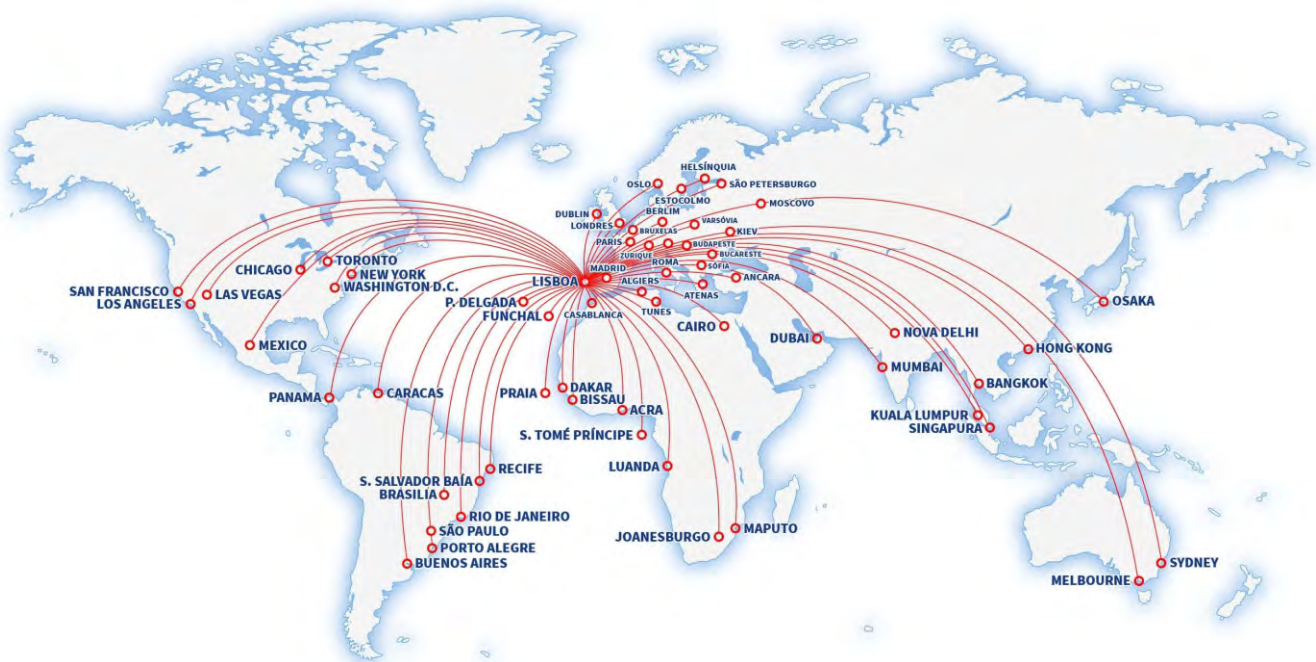 HELSÍNQUIA
OSLO
SÃO PETERSBURGO
ESTOCOLMO
MOSCOVO
DUBLIN
BERLIM
LONDRES
VARSÓVIA
BRUXELAS
KIEV
PARIS
BUDAPESTE
ZURIQUE
BUCARESTE
ROMA
SÓFIA
MADRID
TORONTO
CHICAGO
NEW YORK
LISBOA
ALGIERS
ANCARA
WASHINGTON D.C.
SAN FRANCISCO
LAS VEGAS
LOS ANGELES
ATENAS
P. DELGADA
OSAKA
TUNES
FUNCHAL
CASABLANCA
CAIRO
NOVA DELHI
DUBAI
MEXICO
HONG KONG
MUMBAI
BANGKOK
DAKAR
CARACAS
PRAIA
PANAMA
BISSAU
ACRA
KUALA LUMPUR
SINGAPURA
S. TOMÉ PRÍNCIPE
LUANDA
RECIFE
S. SALVADOR BAÍA
BRASILIA
RIO DE JANEIRO
SÃO PAULO
MAPUTO
JOANESBURGO
PORTO ALEGRE
BUENOS AIRES
SYDNEY
MELBOURNE